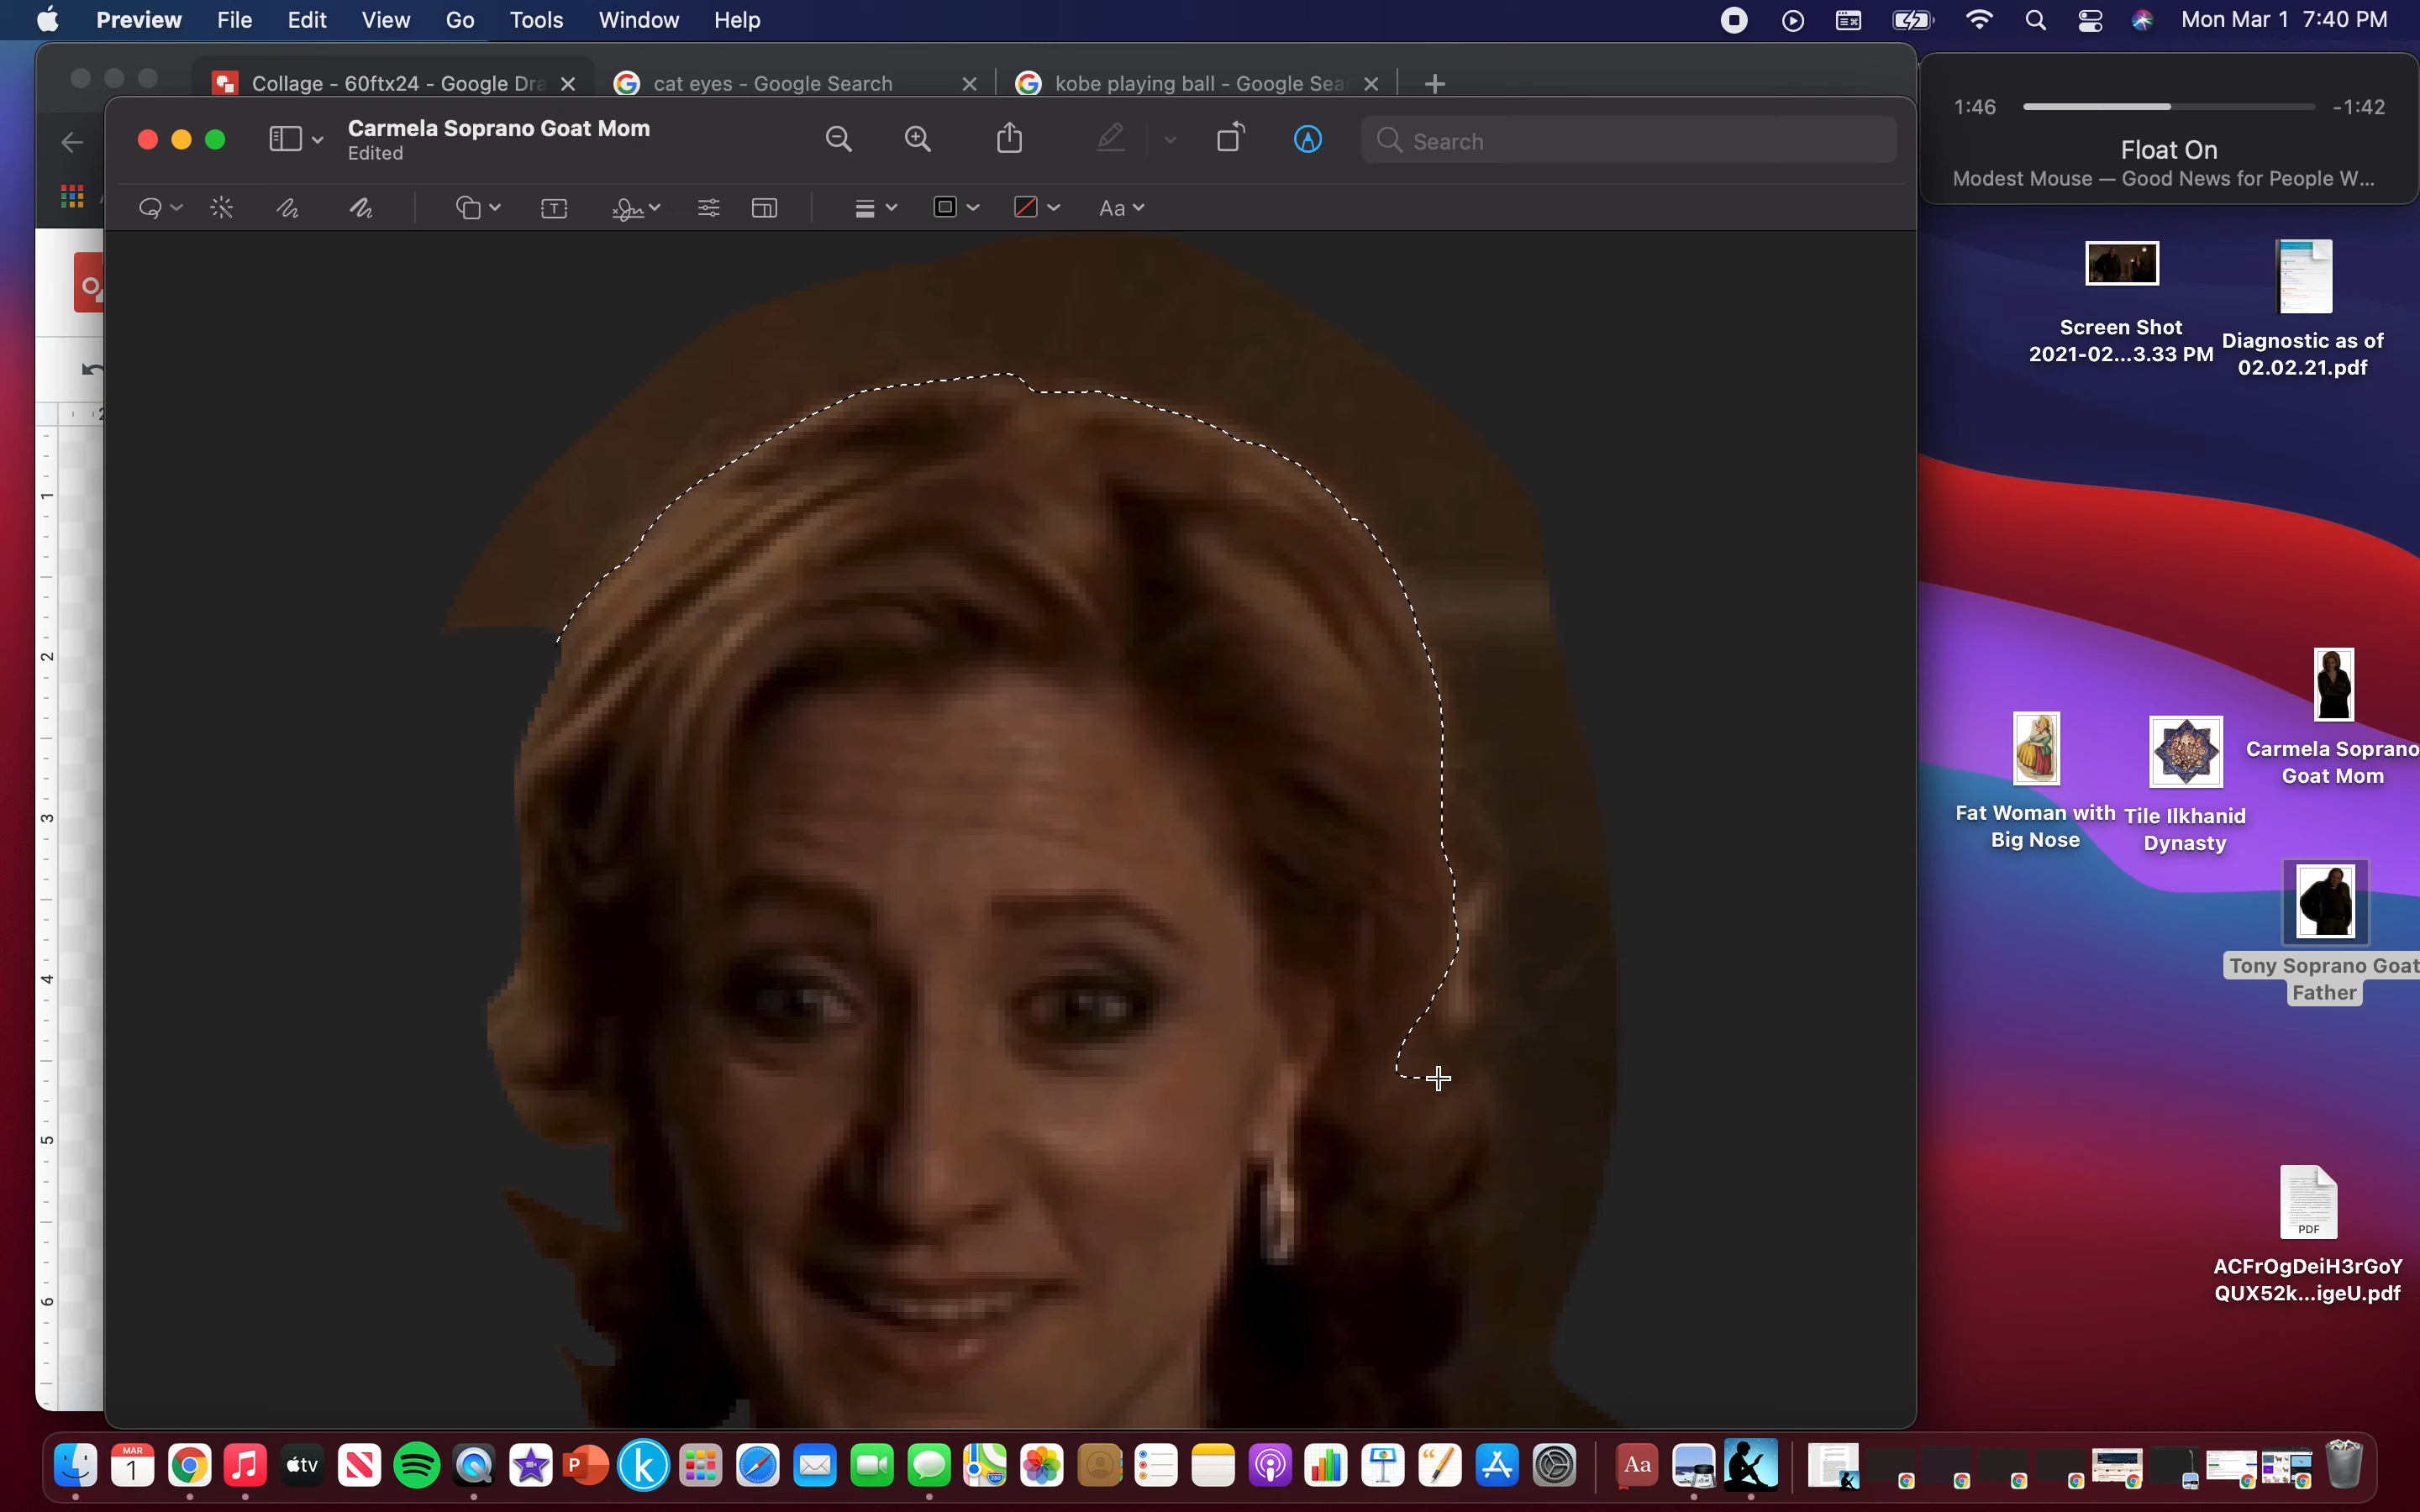 Preview File Edit View Go Tools Window Help Mon Mar 1 7:40 PM
Collage - 60ftx24 - Google Dra
cat eyes - Google Search
kobe playing ball - Google Sea
1:46 -1:42
Float On
Modest Mouse — Good News for People W...
Carmela Soprano Goat Mom
Edited
Search
T
Aa
Screen Shot
2021-02...3.33 PM
Diagnostic as of
02.02.21.pdf
1
2
3
4
5
6
Carmela Soprano
Goat Mom
Fat Woman with
Big Nose
Tile Ilkhanid
Dynasty
Tony Soprano Goat
Father
PDF
ACFrOgDeiH3rGoY
QUX52k...igeU.pdf
MAR
1
tv
P
k
280
Aa